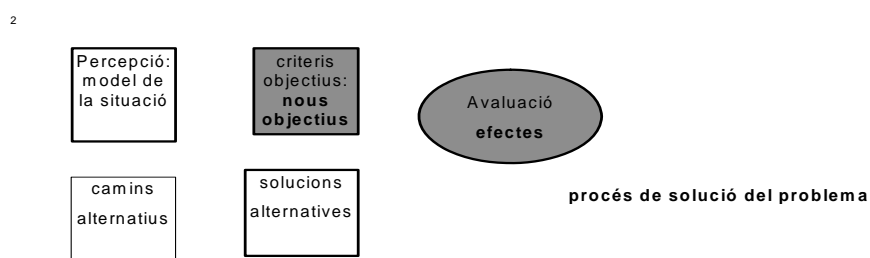 2
Percepció:
model de
la situació
criteris
objectius:
nous
objectius
Avaluació
efectes
camins
alternatius
solucions
alternatives
procés de solució del problema